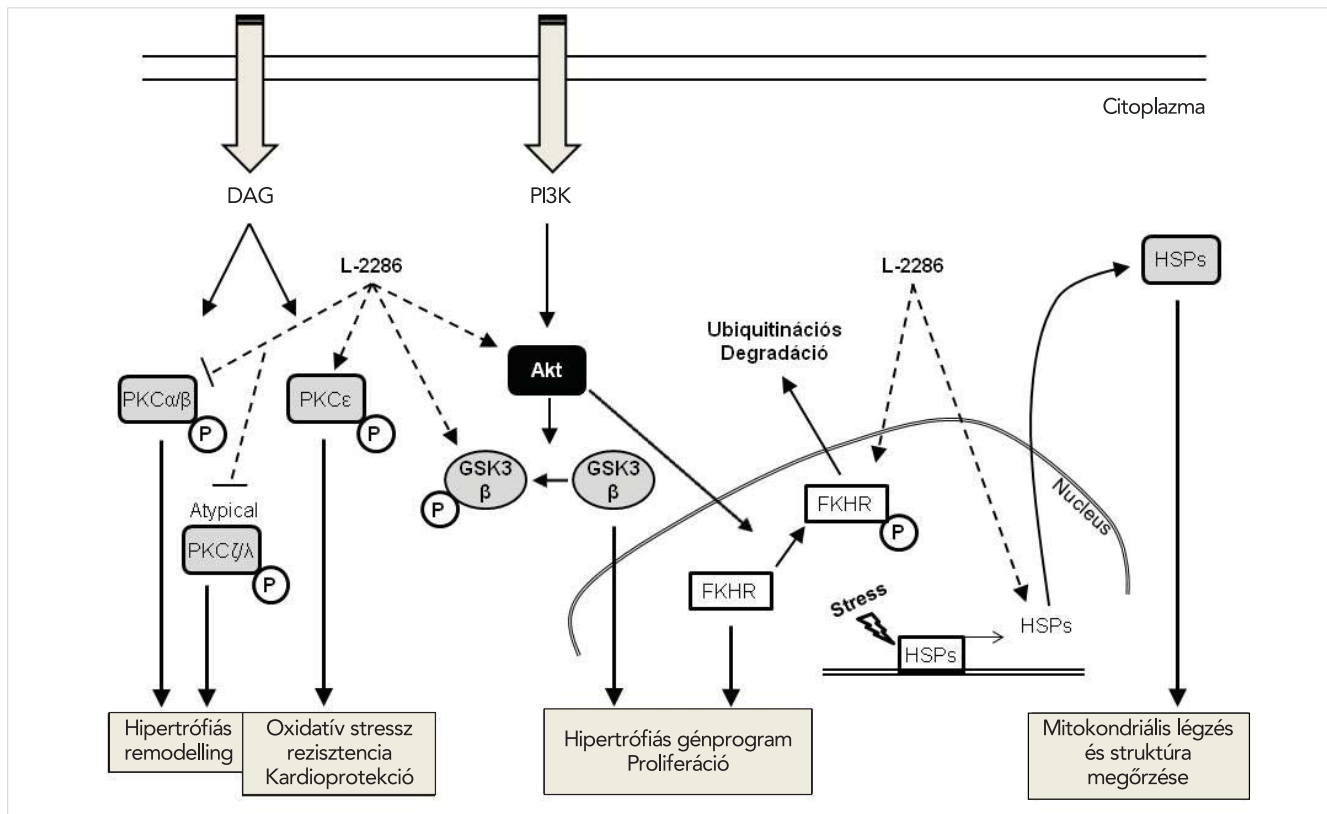 Citoplazma
DAG
PI3K
L-2286
L-2286
HSPs
Ubiquitinációs
Degradáció
Akt
PKCα/β
P
PKCε
P
GSK3
β
P
GSK3
β
FKHR
P
Nucleus
Atypical
PKCζ/λ
P
FKHR
Stress
HSPs
HSPs
Hipertrófiás
remodelling
Oxidatív stressz
rezisztencia
Kardioprotekció
Hipertrófiás génprogram
Proliferáció
Mitokondriális légzés
és struktúra
megőrzése